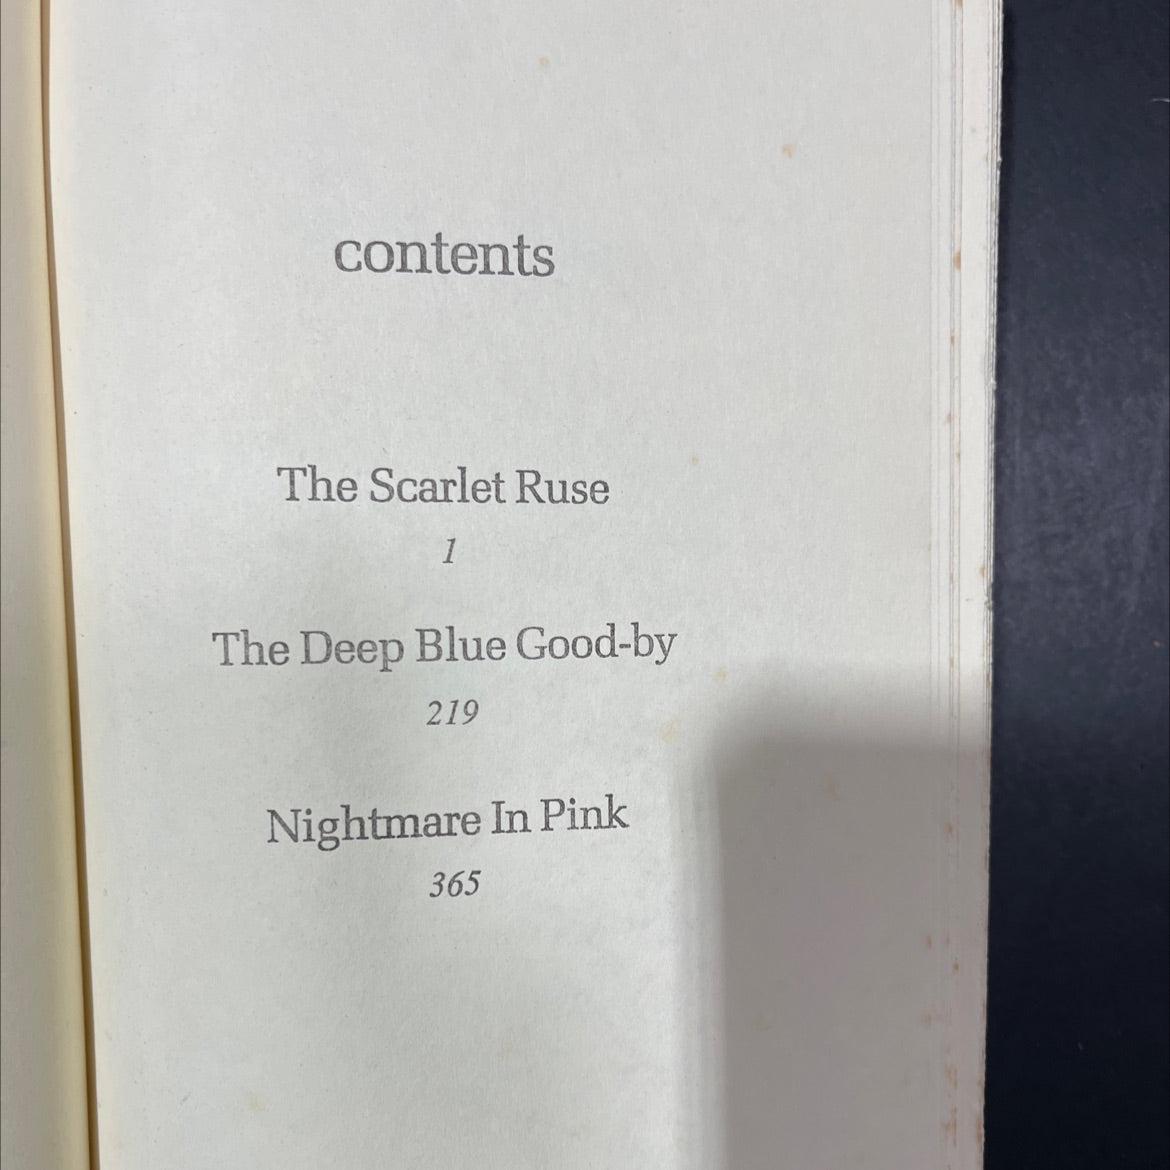 contents
The Scarlet Ruse
1
The Deep Blue Good-by
219
Nightmare In Pink
365